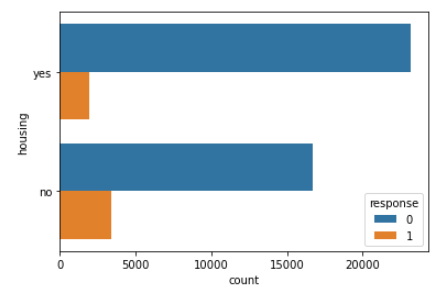 yes
housing
no
response
0
1
0
5000
10000
15000
20000
count